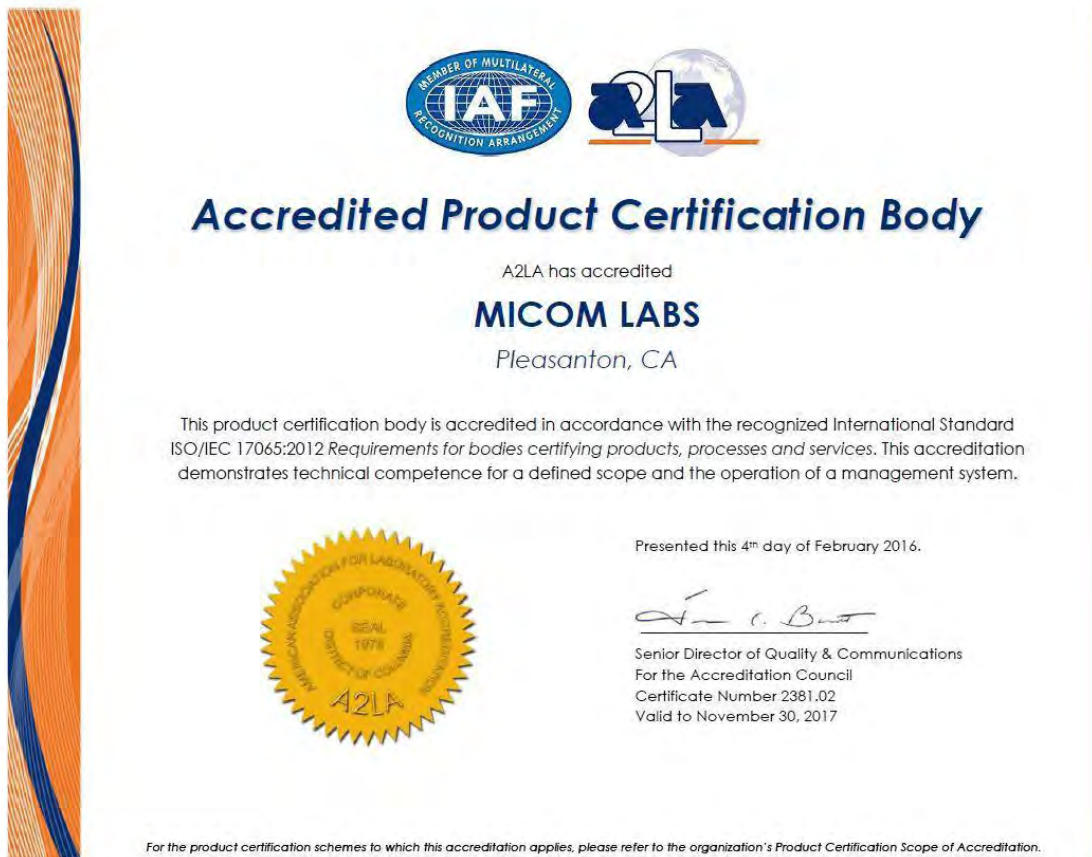 MEMBER OF MULTILATERAL
IAF
RECOGNITION ARRANGEMENT
a2La
Accredited Product Certification Body
A2LA has accredited
MICOM LABS
Pleasanton, CA
This product certification body is accredited in accordance with the recognized International Standard
ISO/IEC 17065:2012 Requirements for bodies certifying products, processes and services. This accreditation
demonstrates technical competence for a defined scope and the operation of a management system.
AMERICAN ASSOCIATION FOR LABORATORY ACCREDITATION
CORPORATE
SEAL
1978
DISTRICT OF COLUMBIA
A2LA
Presented this 4th day of February 2016.
Senior Director of Quality & Communications
For the Accreditation Council
Certificate Number 2381.02
Valid to November 30, 2017
For the product certification schemes to which this accreditation applies, please refer to the organization's Product Certification Scope of Accreditation.